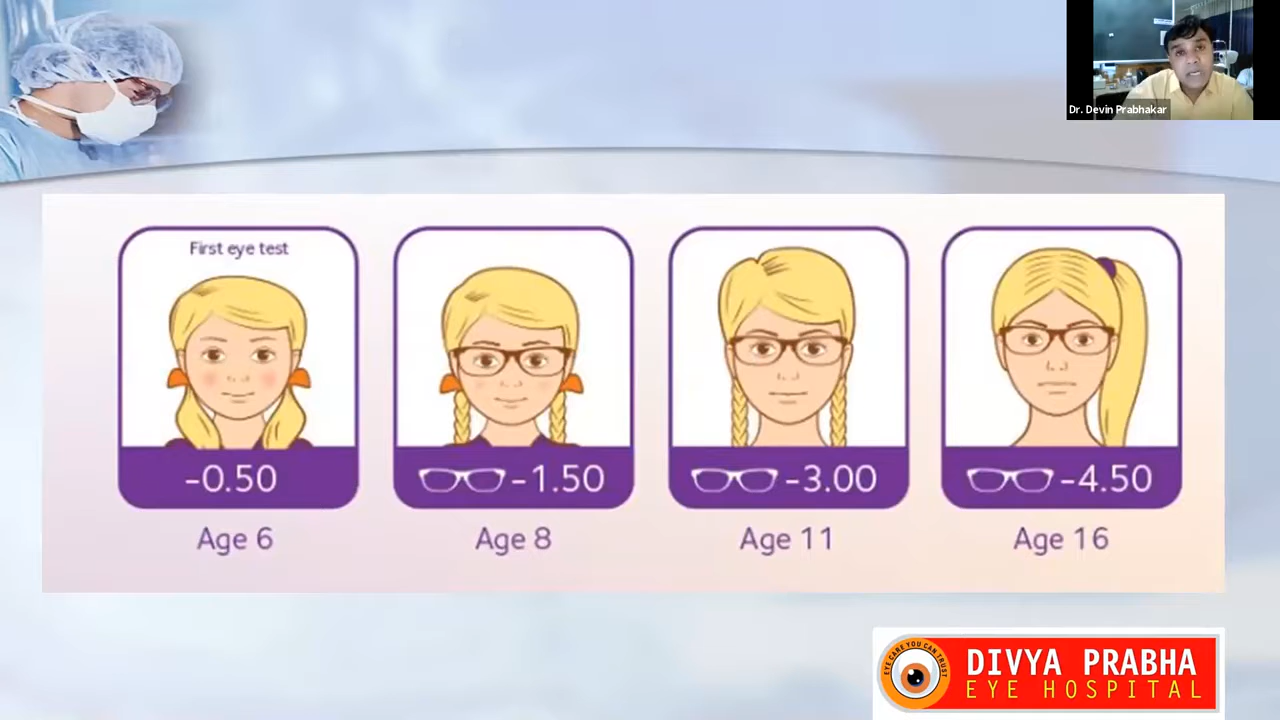 Dr. Devin Prabhakar
First eye test
-0.50
-1.50
-3.00
-4.50
Age 6
Age 8
Age 11
Age 16
EYE CARE YOU CAN TRUST
DIVYA PRABHA
EYE HOSPITAL